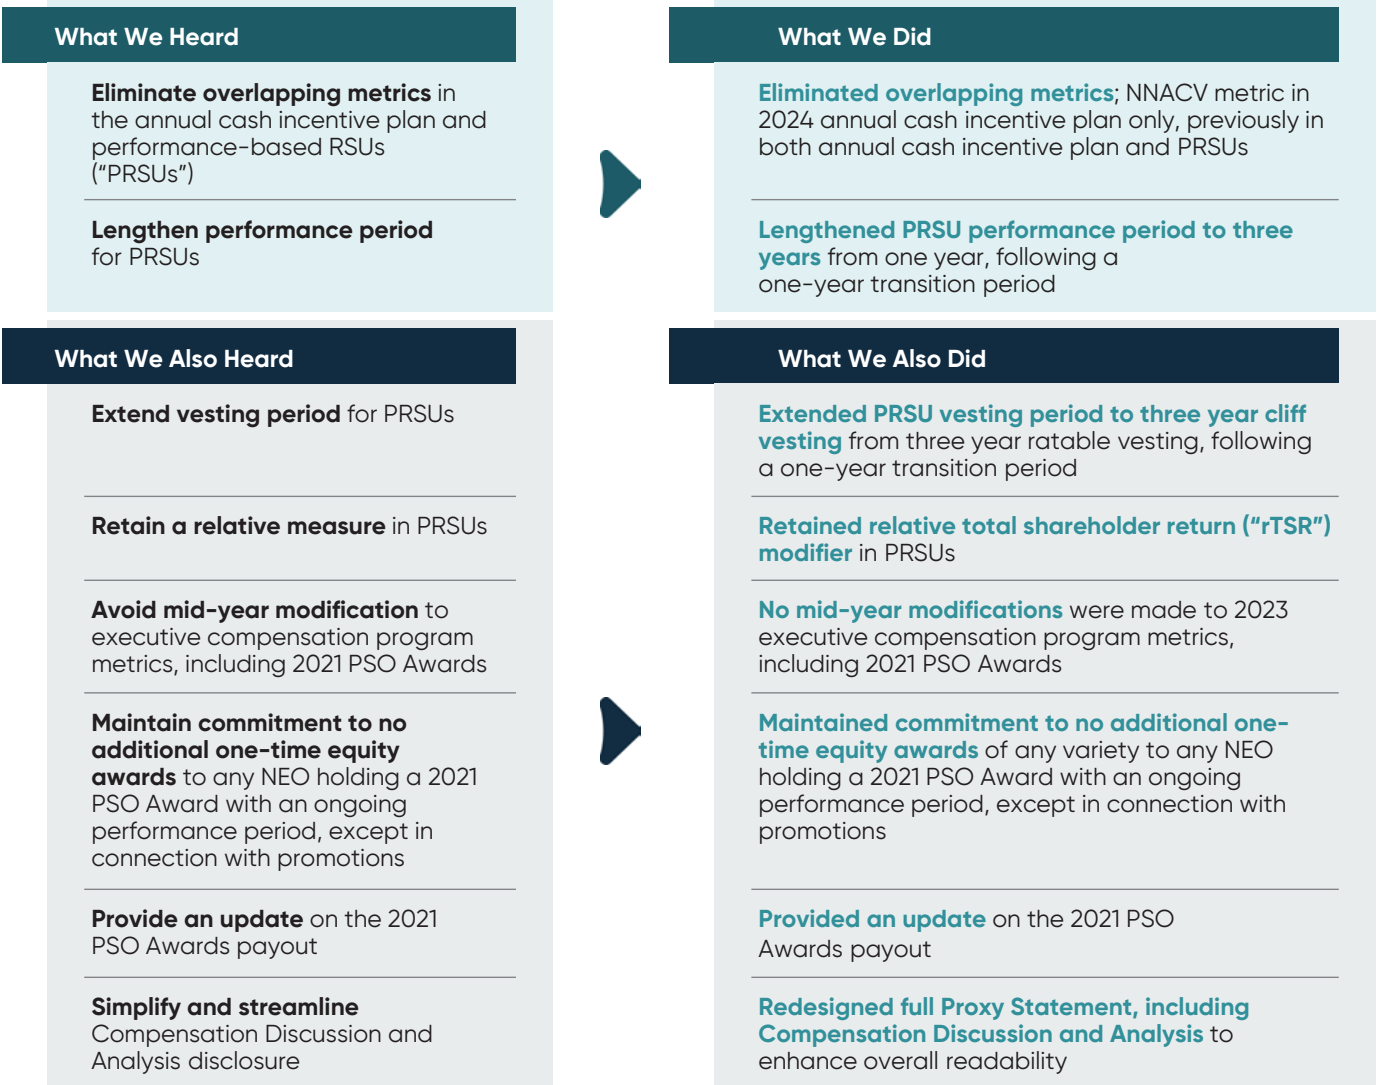 What We Heard
What We Did
Eliminate overlapping metrics in
the annual cash incentive plan and
performance-based RSUs
(“PRSUs”)
Eliminated overlapping metrics; NNACV metric in
2024 annual cash incentive plan only, previously in
both annual cash incentive plan and PRSUs
Lengthen performance period
for PRSUs
Lengthened PRSU performance period to three
years from one year, following a
one-year transition period
What We Also Heard
What We Also Did
Extend vesting period for PRSUs
Extended PRSU vesting period to three year cliff
vesting from three year ratable vesting, following
a one-year transition period
Retain a relative measure in PRSUs
Retained relative total shareholder return (“rTSR”)
modifier in PRSUs
Avoid mid-year modification to
executive compensation program
metrics, including 2021 PSO Awards
No mid-year modifications were made to 2023
executive compensation program metrics,
including 2021 PSO Awards
Maintain commitment to no
additional one-time equity
awards to any NEO holding a 2021
PSO Award with an ongoing
performance period, except in
connection with promotions
Maintained commitment to no additional one-
time equity awards of any variety to any NEO
holding a 2021 PSO Award with an ongoing
performance period, except in connection with
promotions
Provide an update on the 2021
PSO Awards payout
Provided an update on the 2021 PSO
Awards payout
Simplify and streamline
Compensation Discussion and
Analysis disclosure
Redesigned full Proxy Statement, including
Compensation Discussion and Analysis to
enhance overall readability